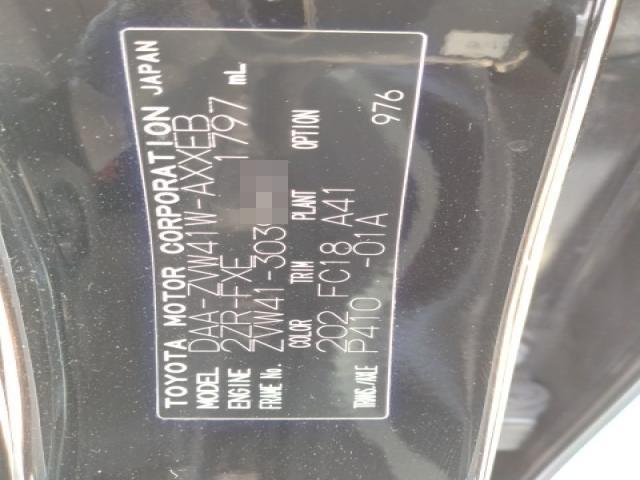 TOYOTA MOTOR CORPORATION JAPAN
MODEL DAA-ZVW41W-AXXEB
ENGINE 2ZR-FXE 1797 mL
FRAME No. ZVW41-303
COLOR TRIM PLANT OPTION
202 FC18 A41 976
TRANS./AXLE P410 -01A